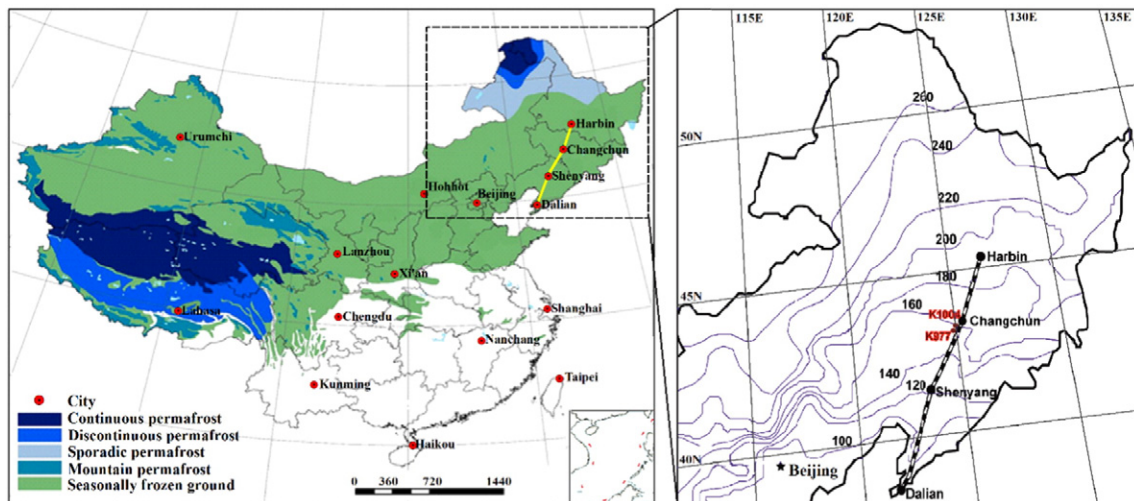 Urumchi
Harbin
Changchun
Shenyang
Hohhot
Beijing
Dalian
Lanzhou
Xi'an
Lahasa
Chengdu
Shanghai
Nanchang
Kunming
Taipei
Haikou
City
Continuous permafrost
Discontinuous permafrost
Sporadic permafrost
Mountain permafrost
Seasonally frozen ground
0 360 720 1440
115E 120E 125E 130E 135E
50N
45N
40N
260
240
220
200
180
160
140
120
100
Harbin
K1004
Changchun
K977
Shenyang
Beijing
Dalian